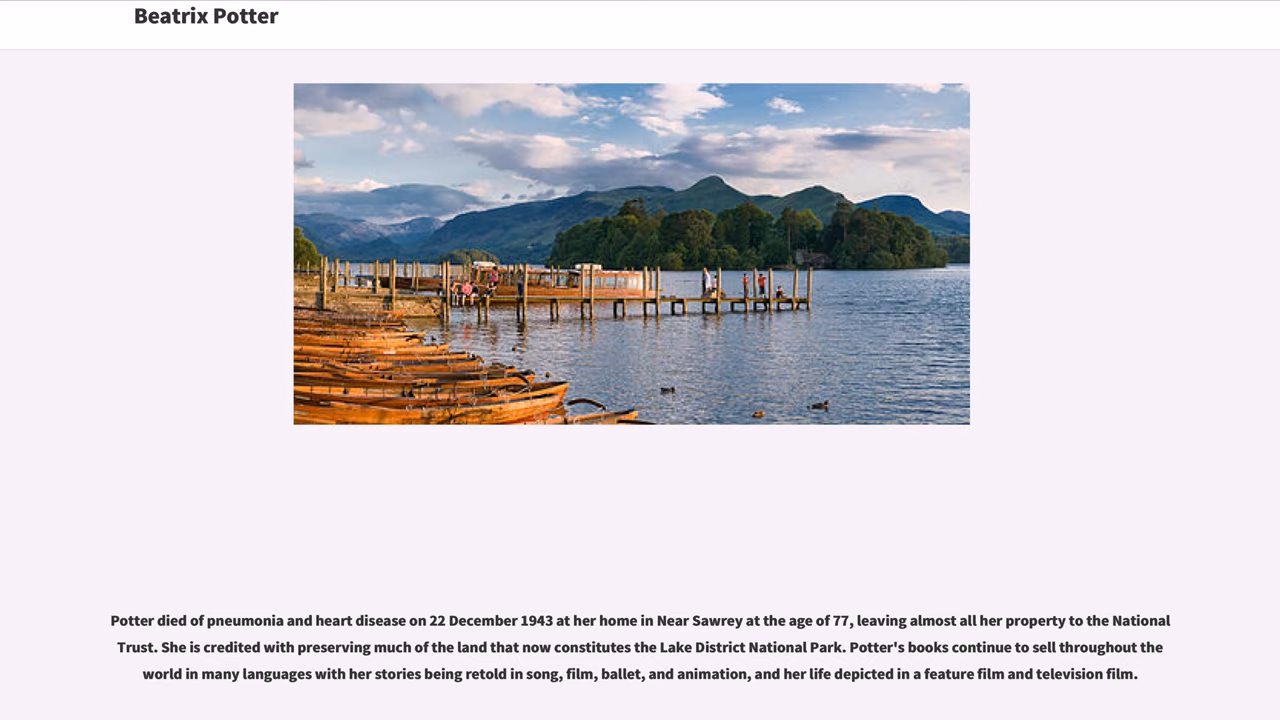 Beatrix Potter
Potter died of pneumonia and heart disease on 22 December 1943 at her home in Near Sawrey at the age of 77, leaving almost all her property to the National
Trust. She is credited with preserving much of the land that now constitutes the Lake District National Park. Potter's books continue to sell throughout the
world in many languages with her stories being retold in song, film, ballet, and animation, and her life depicted in a feature film and television film.